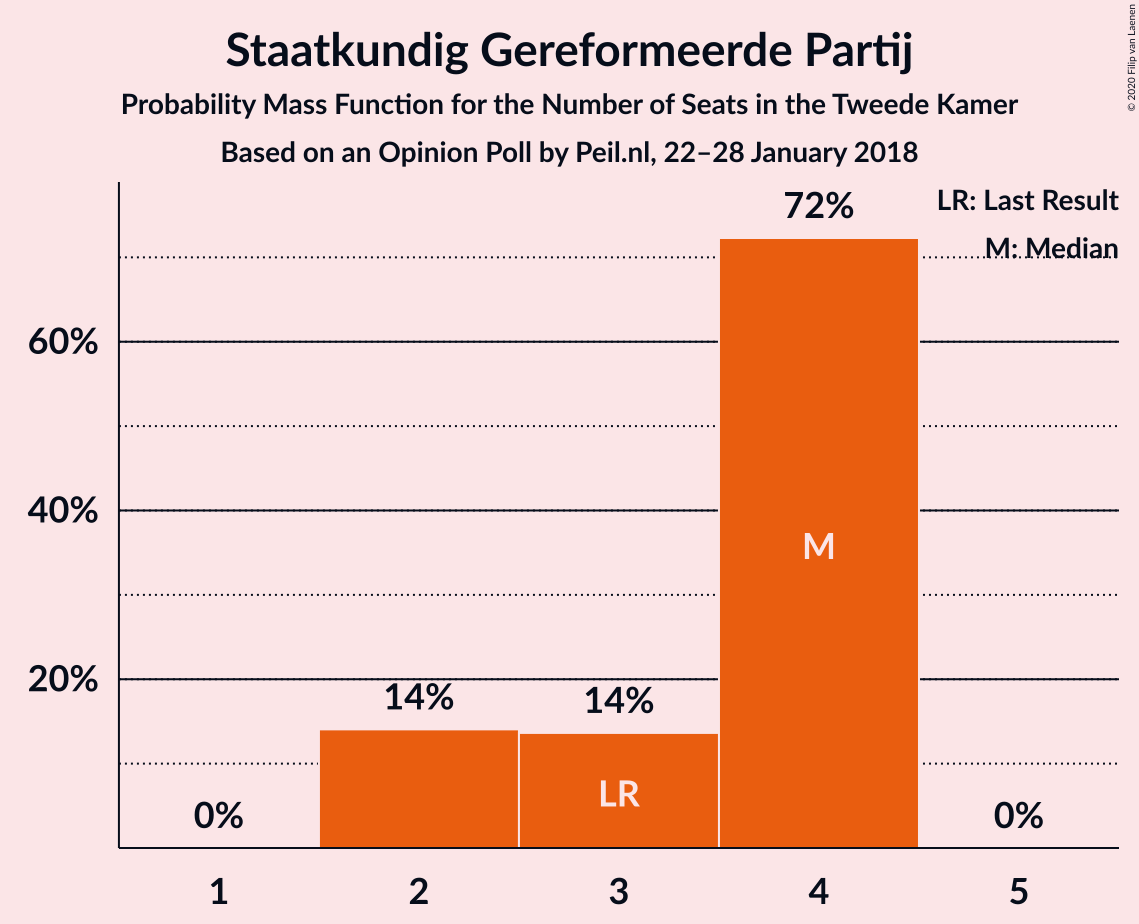 Staatkundig Gereformeerde Partij
Probability Mass Function for the Number of Seats in the Tweede Kamer
Based on an Opinion Poll by Peil.nl, 22–28 January 2018
© 2020 Filip van Laenen
LR: Last Result
M: Median
72%
60%
40%
20%
M
14%
14%
LR
0%
0%
1
2
3
4
5